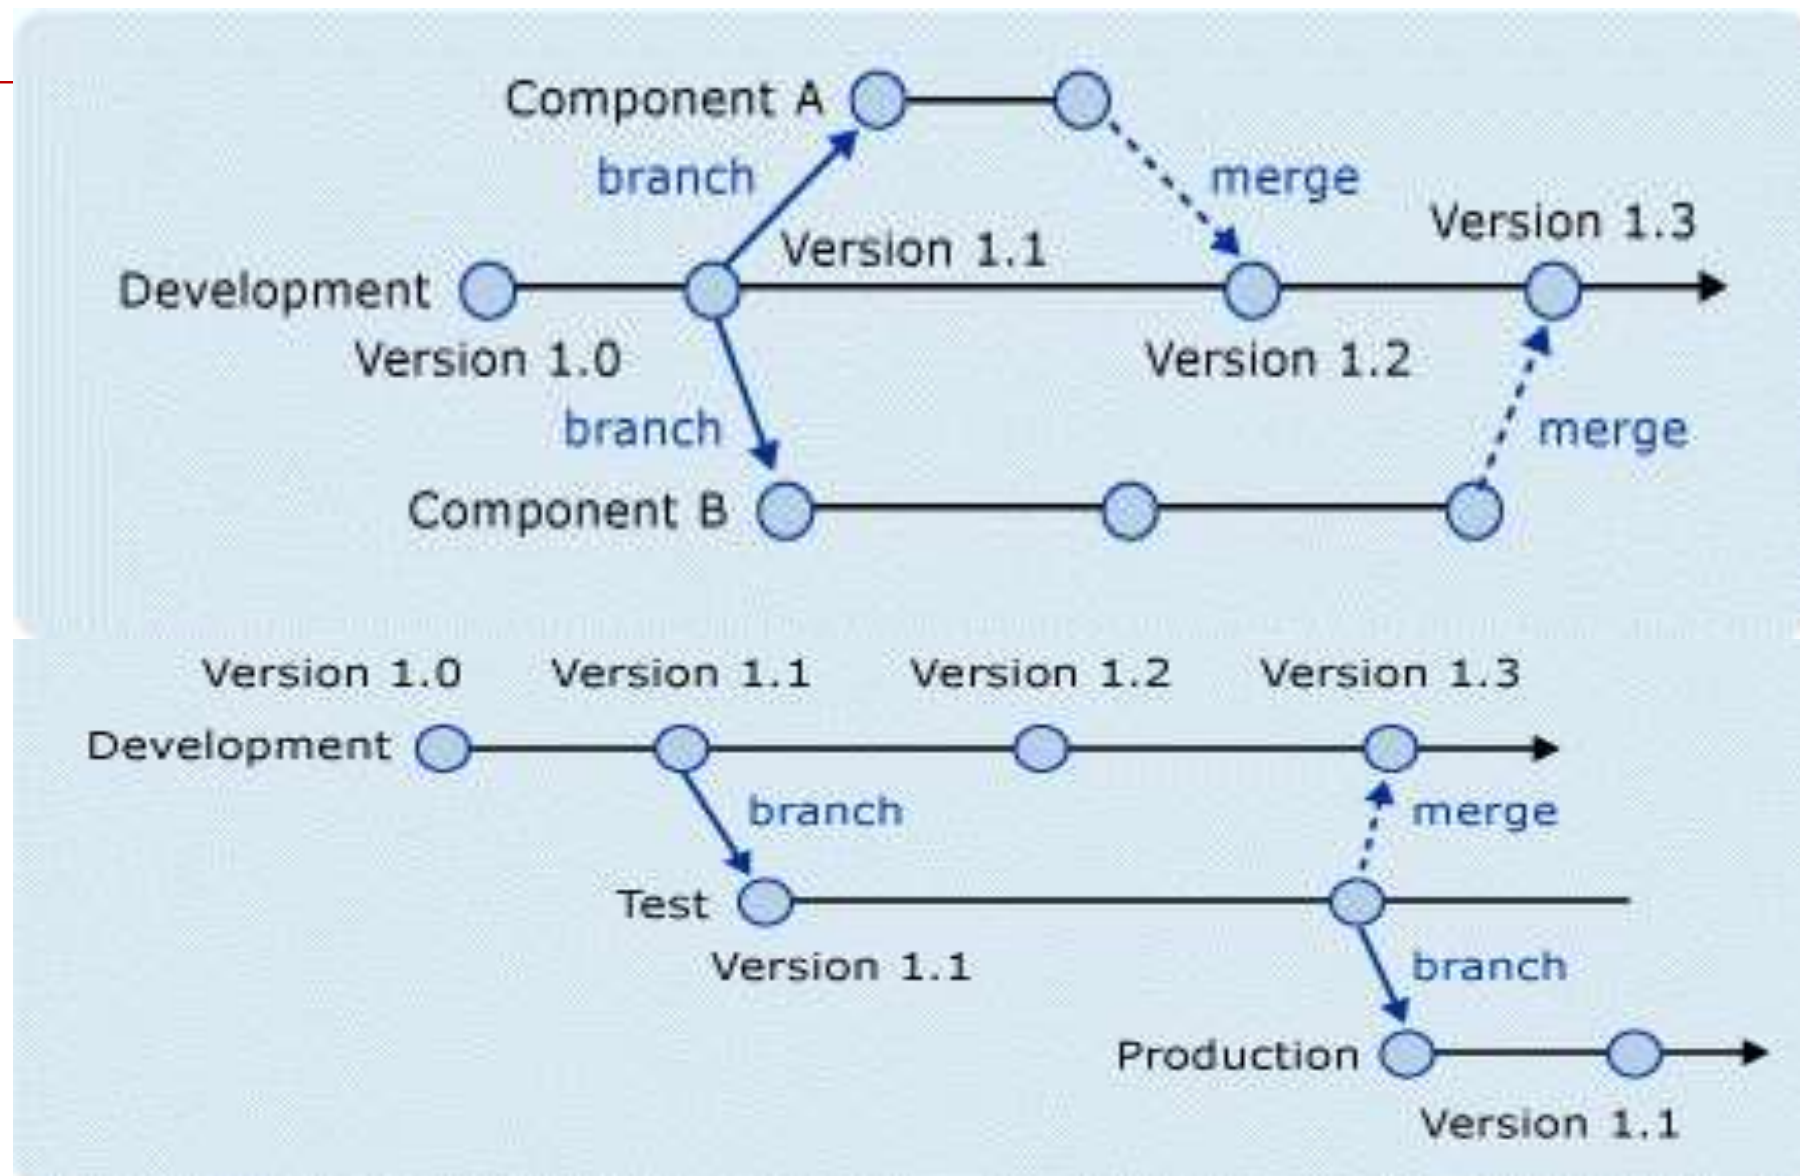 Component A
branch
merge
Version 1.3
Version 1.1
Development
Version 1.0
Version 1.2
branch
merge
Component B
Version 1.0 Version 1.1 Version 1.2 Version 1.3
Development
branch
merge
Test
Version 1.1
branch
Production
Version 1.1